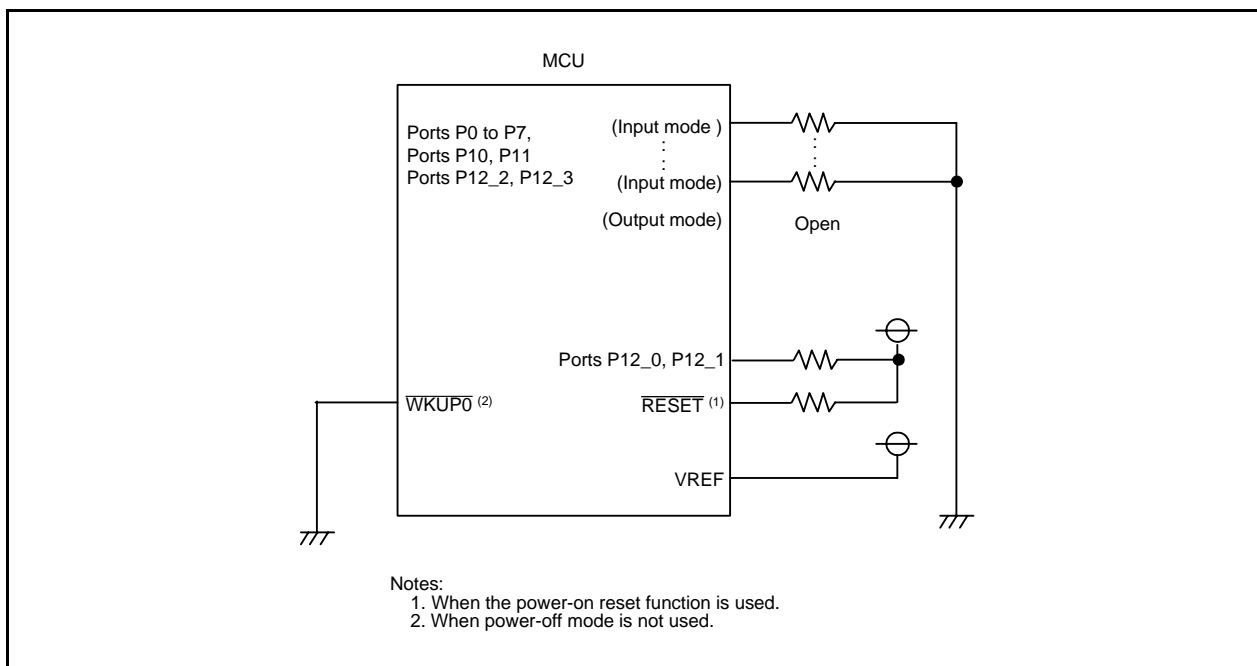 MCU
Ports P0 to P7,
Ports P10, P11
Ports P12_2, P12_3
(Input mode )
(Input mode)
(Output mode)
Open
Ports P12_0, P12_1
WKUP0 (2)
RESET (1)
VREF
Notes:
1. When the power-on reset function is used.
2. When power-off mode is not used.